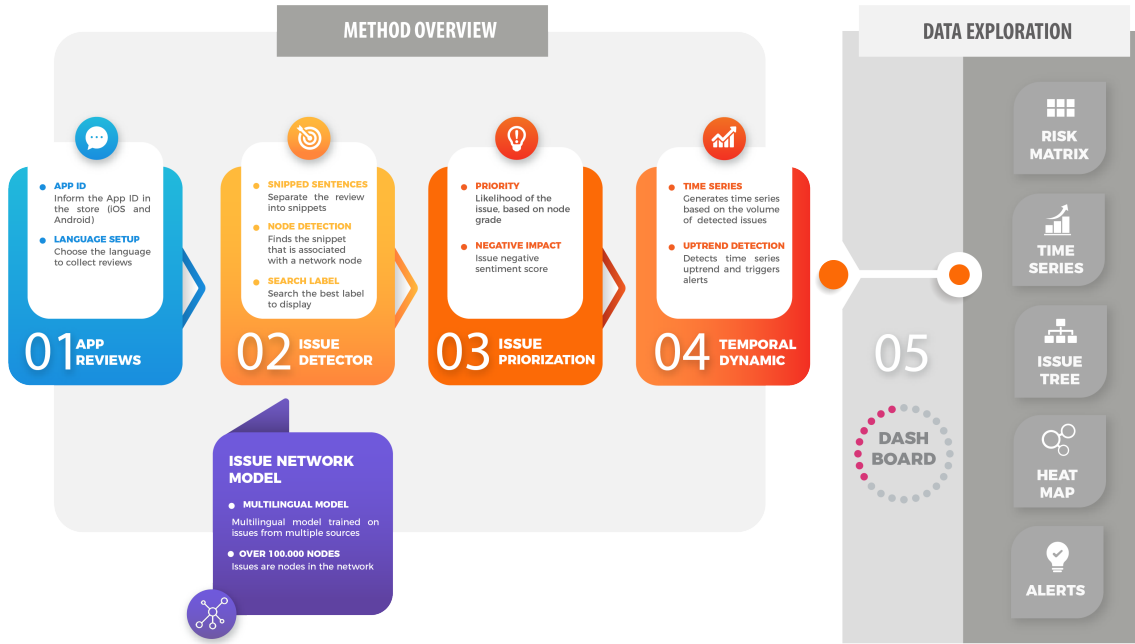 METHOD OVERVIEW
DATA EXPLORATION
APP ID
Inform the App ID in
the store (iOS and
Android)
LANGUAGE SETUP
Choose the language
to collect reviews
01 APP
REVIEWS
SNIPPED SENTENCES
Separate the review
into snippets
NODE DETECTION
Finds the snippet
that is associated
with a network node
SEARCH LABEL
Search the best label
to display
02 ISSUE
DETECTOR
PRIORITY
Likelihood of the
issue, based on node
grade
NEGATIVE IMPACT
Issue negative
sentiment score
03 ISSUE
PRIORIZATION
TIME SERIES
Generates time series
based on the volume
of detected issues
UPTREND DETECTION
Detects time series
uptrend and triggers
alerts
04 TEMPORAL
DYNAMIC
ISSUE NETWORK
MODEL
MULTILINGUAL MODEL
Multilingual model trained on
issues from multiple sources
OVER 100.000 NODES
Issues are nodes in the network
05
DASH
BOARD
RISK
MATRIX
TIME
SERIES
ISSUE
TREE
HEAT
MAP
ALERTS